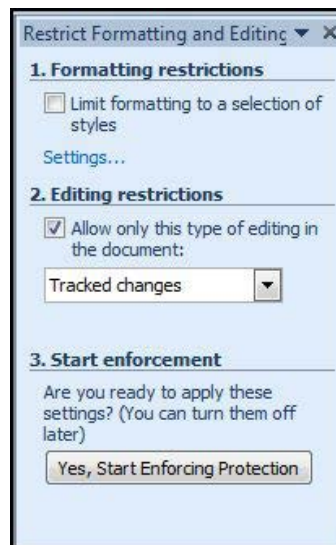 Restrict Formatting and Editing
1. Formatting restrictions
Limit formatting to a selection of
styles
Settings...
2. Editing restrictions
Allow only this type of editing in
the document:
Tracked changes
3. Start enforcement
Are you ready to apply these
settings? (You can turn them off
later)
Yes, Start Enforcing Protection